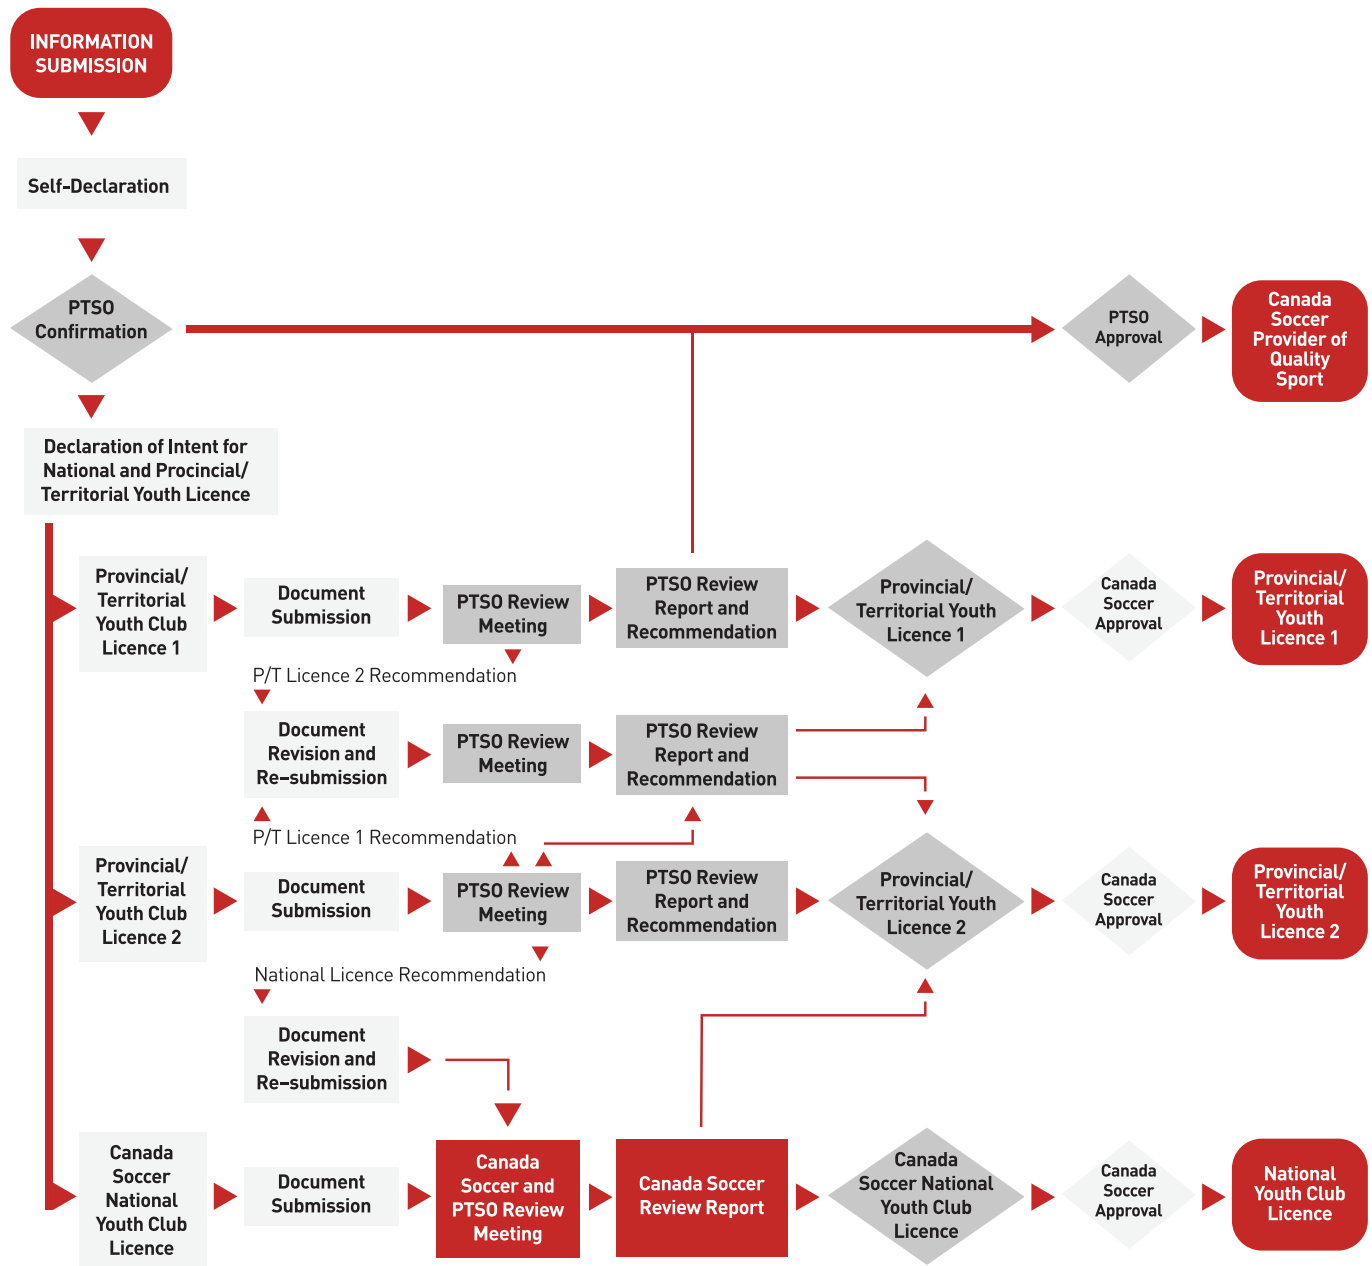 INFORMATION
SUBMISSION
Self-Declaration
PTSO
Confirmation
PTSO
Approval
Canada
Soccer
Provider of
Quality
Sport
Declaration of Intent for
National and Procincial/
Territorial Youth Licence
Provincial/
Territorial
Youth Club
Licence 1
Document
Submission
PTSO Review
Meeting
PTSO Review
Report and
Recommendation
Provincial/
Territorial Youth
Licence 1
Canada
Soccer
Approval
Provincial/
Territorial
Youth
Licence 1
P/T Licence 2 Recommendation
Document
Revision and
Re-submission
PTSO Review
Meeting
PTSO Review
Report and
Recommendation
P/T Licence 1 Recommendation
Provincial/
Territorial
Youth Club
Licence 2
Document
Submission
PTSO Review
Meeting
PTSO Review
Report and
Recommendation
Provincial/
Territorial Youth
Licence 2
Canada
Soccer
Approval
Provincial/
Territorial
Youth
Licence 2
National Licence Recommendation
Document
Revision and
Re-submission
Canada
Soccer
National
Youth Club
Licence
Document
Submission
Canada
Soccer and
PTSO Review
Meeting
Canada Soccer
Review Report
Canada
Soccer National
Youth Club
Licence
Canada
Soccer
Approval
National
Youth Club
Licence